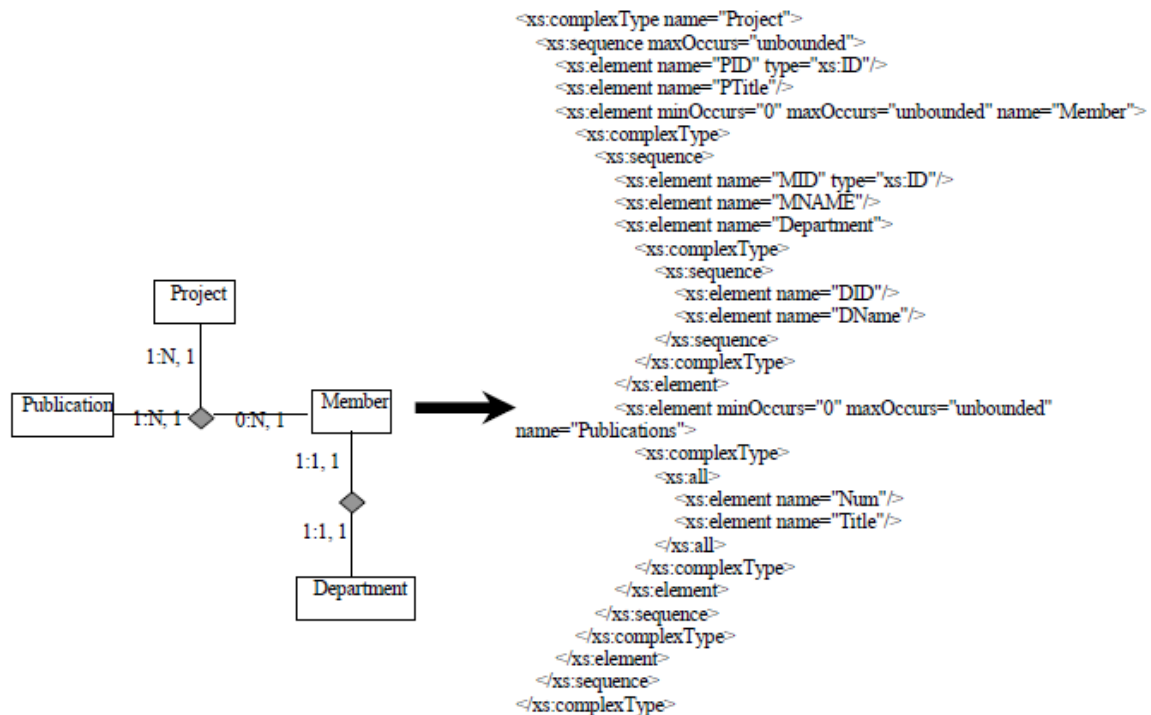 Project
1:N, 1
Publication
1:N, 1
0:N, 1
Member
1:1, 1
1:1, 1
Department
<xs:complexType name="Project">
<xs:sequence maxOccurs="unbounded">
<xs:element name="PID" type="xs:ID"/>
<xs:element name="PTitle"/>
<xs:element minOccurs="0" maxOccurs="unbounded" name="Member">
<xs:complexType>
<xs:sequence>
<xs:element name="MID" type="xs:ID"/>
<xs:element name="MNAME"/>
<xs:element name="Department">
<xs:complexType>
<xs:sequence>
<xs:element name="DID"/>
<xs:element name="DName"/>
</xs:sequence>
</xs:complexType>
</xs:element>
<xs:element minOccurs="0" maxOccurs="unbounded"
name="Publications">
<xs:complexType>
<xs:all>
<xs:element name="Num"/>
<xs:element name="Title"/>
</xs:all>
</xs:complexType>
</xs:element>
</xs:sequence>
</xs:complexType>
</xs:element>
</xs:sequence>
</xs:complexType>